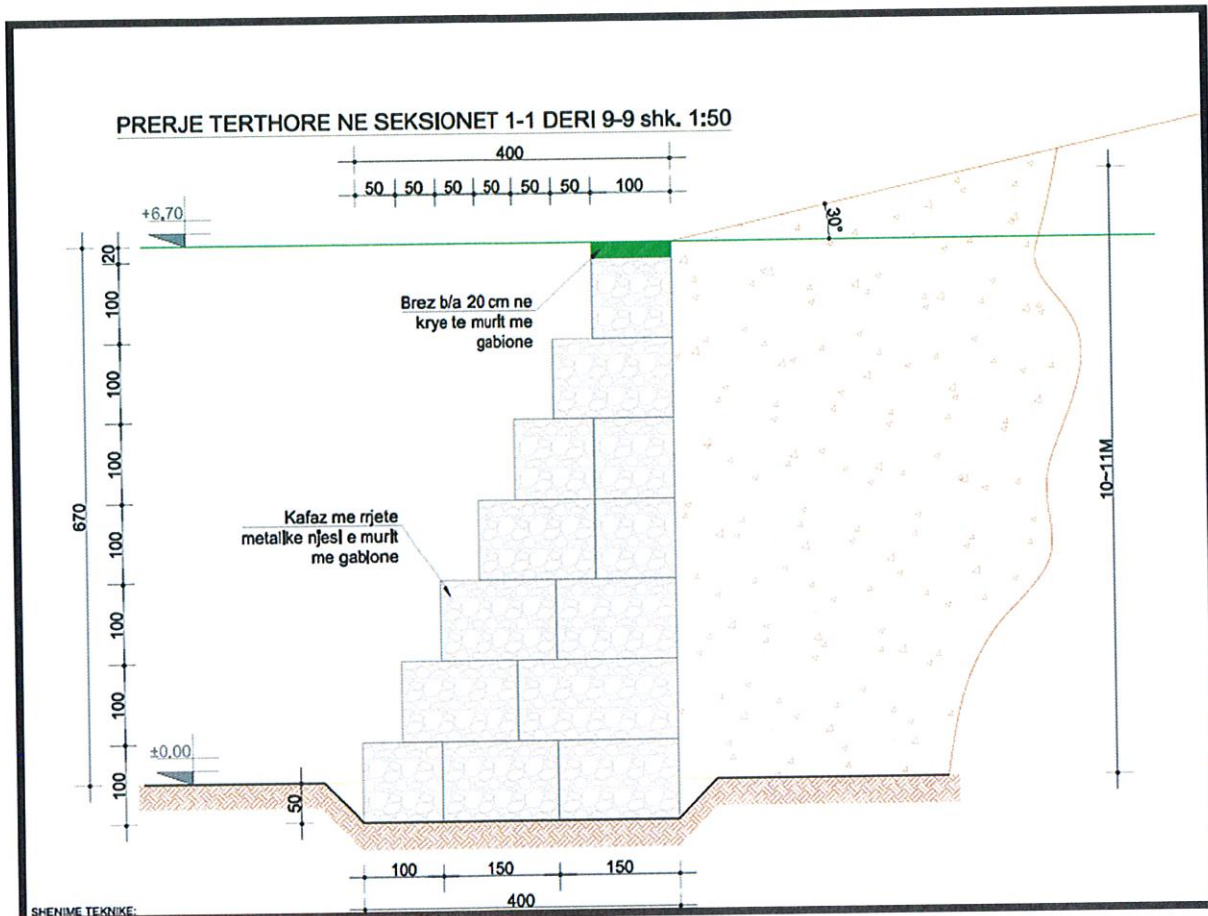 PRERJE TERTHORE NE SEKSIONET 1-1 DERI 9-9 shk. 1:50
400
50 50 50 50 50 50 100
+6,70
30°
20
100
Brez b/a 20 cm ne
krye te murit me
gabione
100
100
670
10~11M
Kafaz me rrjete
metalike njesi e murit
me gabione
100
100
100
±0,00
100
50
100 150 150
400
SHENIME TEKNIKE: